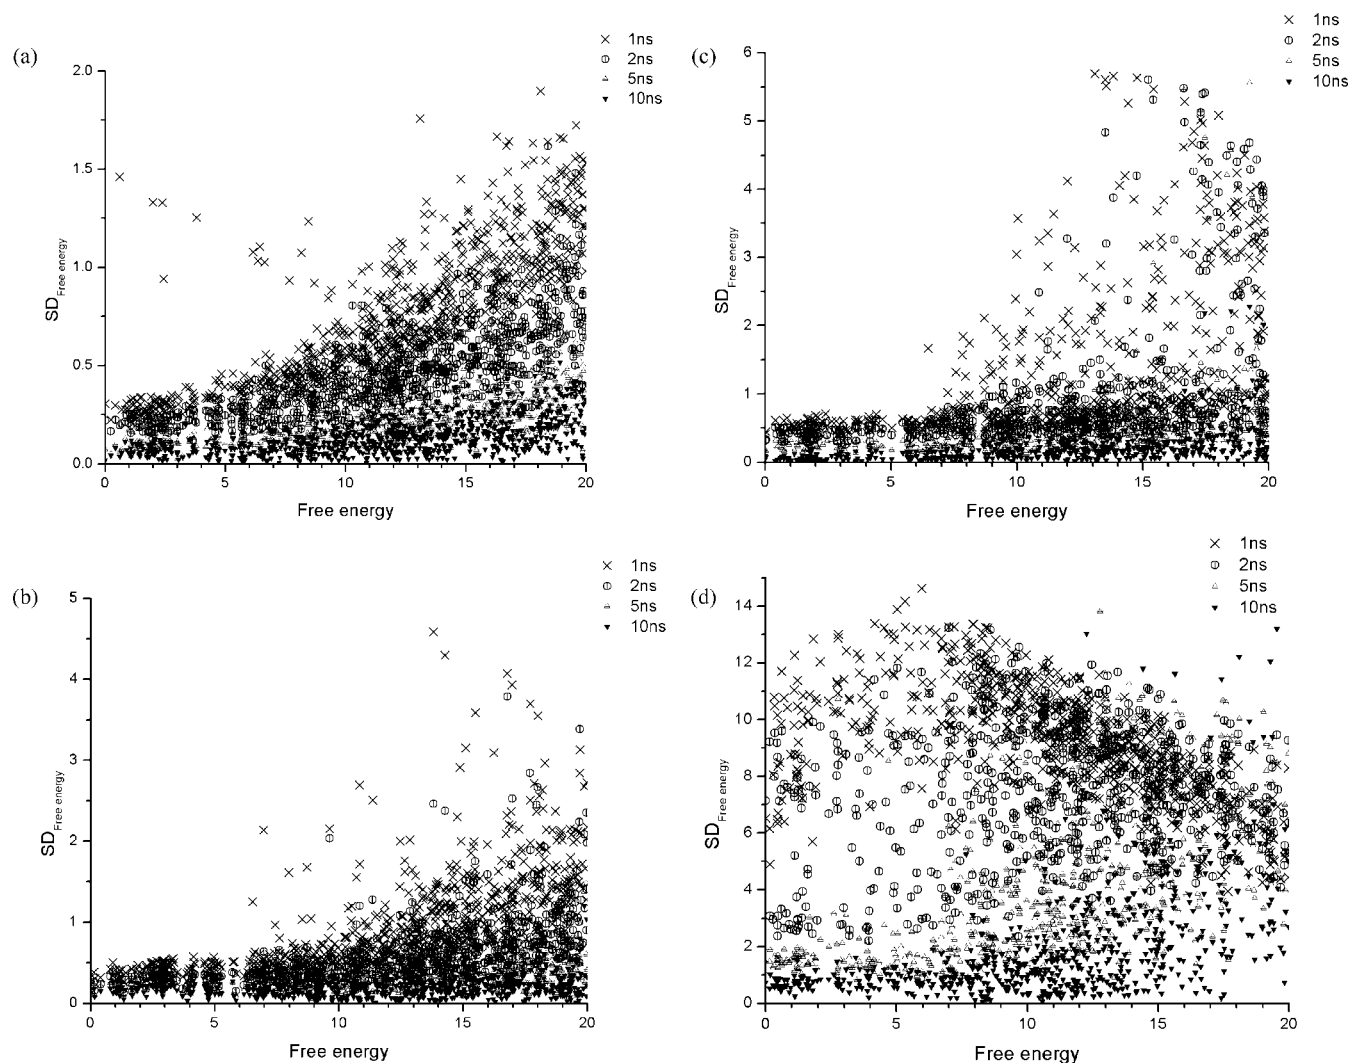 (a)
× 1ns
2ns
5ns
10ns
2.0
1.5
1.0
0.5
0.0
SD Free energy
0 5 10 15 20
Free energy
(c)
× 1ns
2ns
5ns
10ns
6
5
4
3
2
1
0
SD Free energy
0 5 10 15 20
Free energy
(b)
× 1ns
2ns
5ns
10ns
5
4
3
2
1
0
SD Free energy
0 5 10 15 20
Free energy
(d)
× 1ns
2ns
5ns
10ns
14
12
10
8
6
4
2
0
SD Free energy
0 5 10 15 20
Free energy